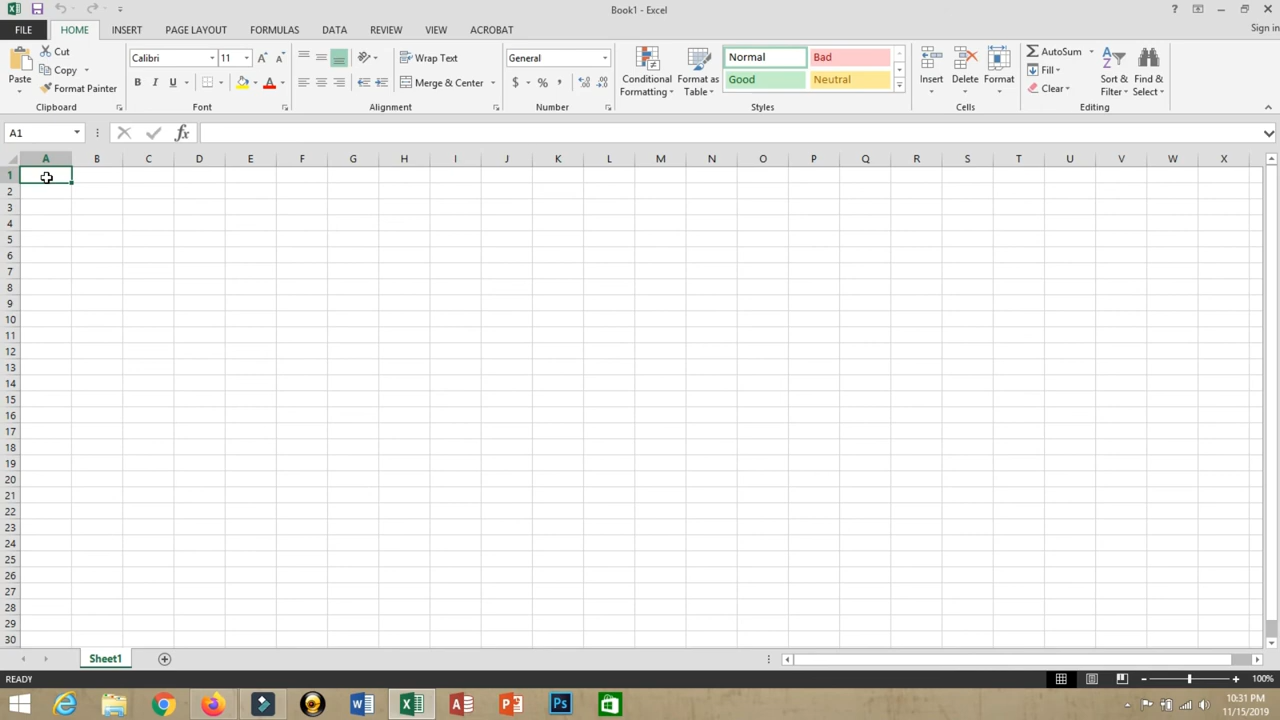 Book1 - Excel
FILE HOME INSERT PAGE LAYOUT FORMULAS DATA REVIEW VIEW ACROBAT Sign in
Paste
Cut
Copy
Format Painter
Clipboard
Calibri 11
B I U
Font
Wrap Text
Merge & Center
Alignment
General
$ % ,
Number
Conditional Formatting
Format as Table
Normal Bad
Good Neutral
Styles
Insert Delete Format
Cells
AutoSum
Fill
Clear
Sort & Filter
Find & Select
Editing
A1 fx
A B C D E F G H I J K L M N O P Q R S T U V W X
1
2
3
4
5
6
7
8
9
10
11
12
13
14
15
16
17
18
19
20
21
22
23
24
25
26
27
28
29
30
Sheet1
READY 100%
10:31 PM
11/15/2019